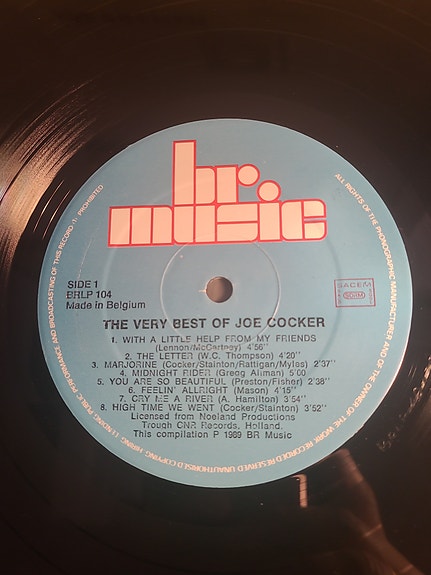 br
music
SIDE 1
BRLP 104
Made in Belgium
SACEM
THE VERY BEST OF JOE COCKER
1. WITH A LITTLE HELP FROM MY FRIENDS
(Lennon/McCartney) 4'56"
2. THE LETTER (W.C. Thompson) 4'20"
3. MARJORINE (Cocker/Stainton/Rattigan/Myles) 2'37"
4. MIDNIGHT RIDER (Gregg Allman) 5'00
5. YOU ARE SO BEAUTIFUL (Preston/Fisher) 2'38"
6. FEELIN' ALLRIGHT (Mason) 4'15"
7. CRY ME A RIVER (A. Hamilton) 3'54"
8. HIGH TIME WE WENT (Cocker/Stainton) 3'52"
Licensed from Noeland Productions
Trough CNR Records, Holland.
This compilation P 1989 BR Music
ALL RIGHTS OF THE PHONOGRAPHIC MANUFACTURER AND OF THE OWNER OF THE WORK RECORDED RESERVED UNAUTHORISED COPYING, HIRING, LENDING, PUBLIC PERFORMANCE AND BROADCASTING OF THIS RECORD PROHIBITED